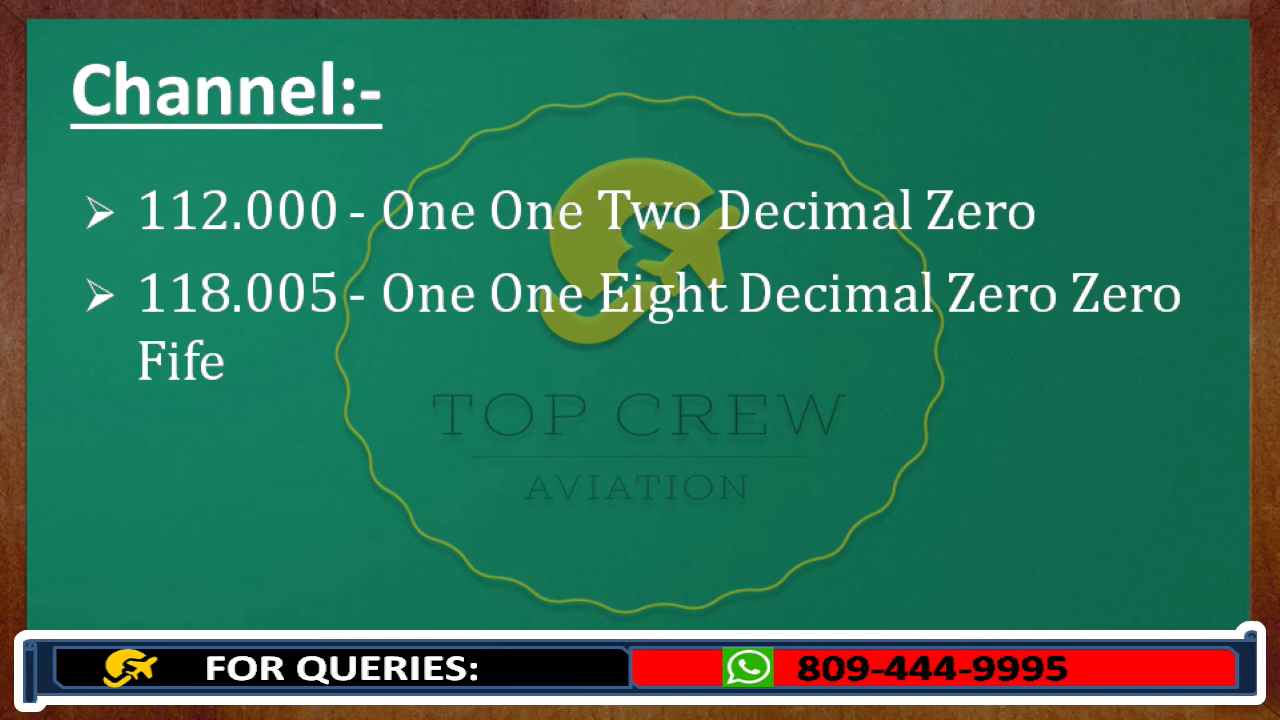 Channel:-
112.000 - One One Two Decimal Zero
118.005 - One One Eight Decimal Zero Zero
Fife
TOP CREW
AVIATION
FOR QUERIES:
809-444-9995